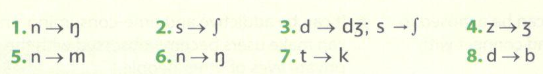 1. n → ŋ 2. s → ʃ 3. d → dʒ; s → ʃ 4. z → ʒ
5. n → m 6. n → ŋ 7. t → k 8. d → b